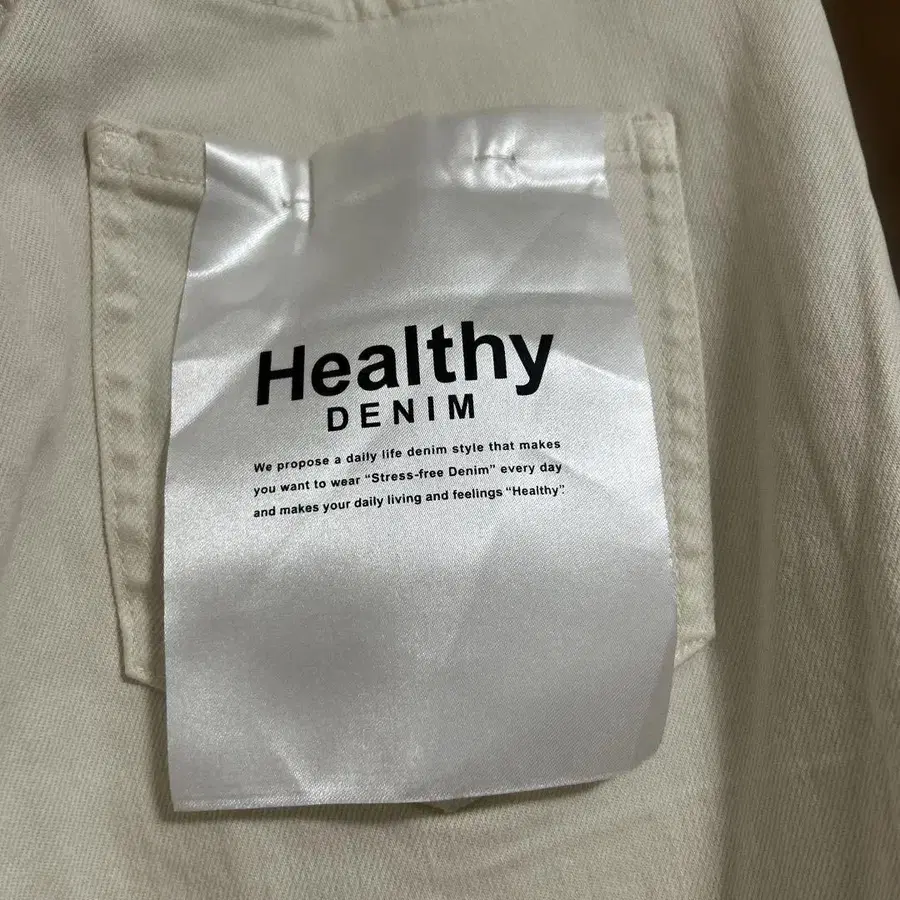 Healthy
DENIM
We propose a daily life denim style that makes
you want to wear “Stress-free Denim” every day
and makes your daily living and feelings “Healthy”.